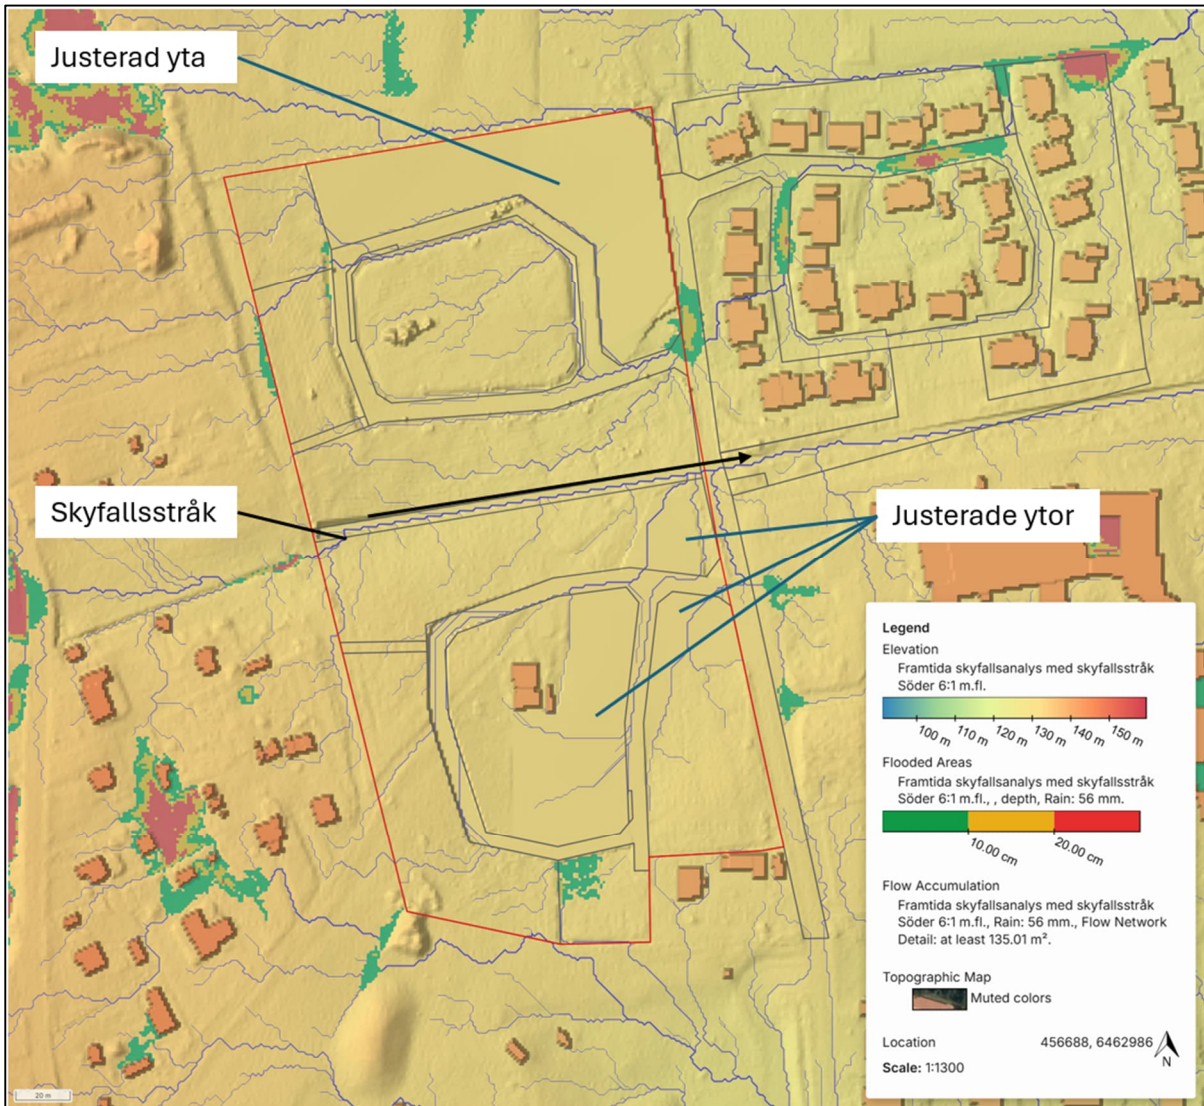 Justerad yta
Skyfallsstråk
Justerade ytor
Legend
Elevation
Framtida skyfallsanalys med skyfallsstråk
Söder 6:1 m.fl.
100 m 110 m 120 m 130 m 140 m 150 m
Flooded Areas
Framtida skyfallsanalys med skyfallsstråk
Söder 6:1 m.fl., , depth, Rain: 56 mm.
10.00 cm 20.00 cm
Flow Accumulation
Framtida skyfallsanalys med skyfallsstråk
Söder 6:1 m.fl., Rain: 56 mm., Flow Network
Detail: at least 135.01 m².
Topographic Map
Muted colors
Location 456688, 6462986
N
Scale: 1:1300
20 m